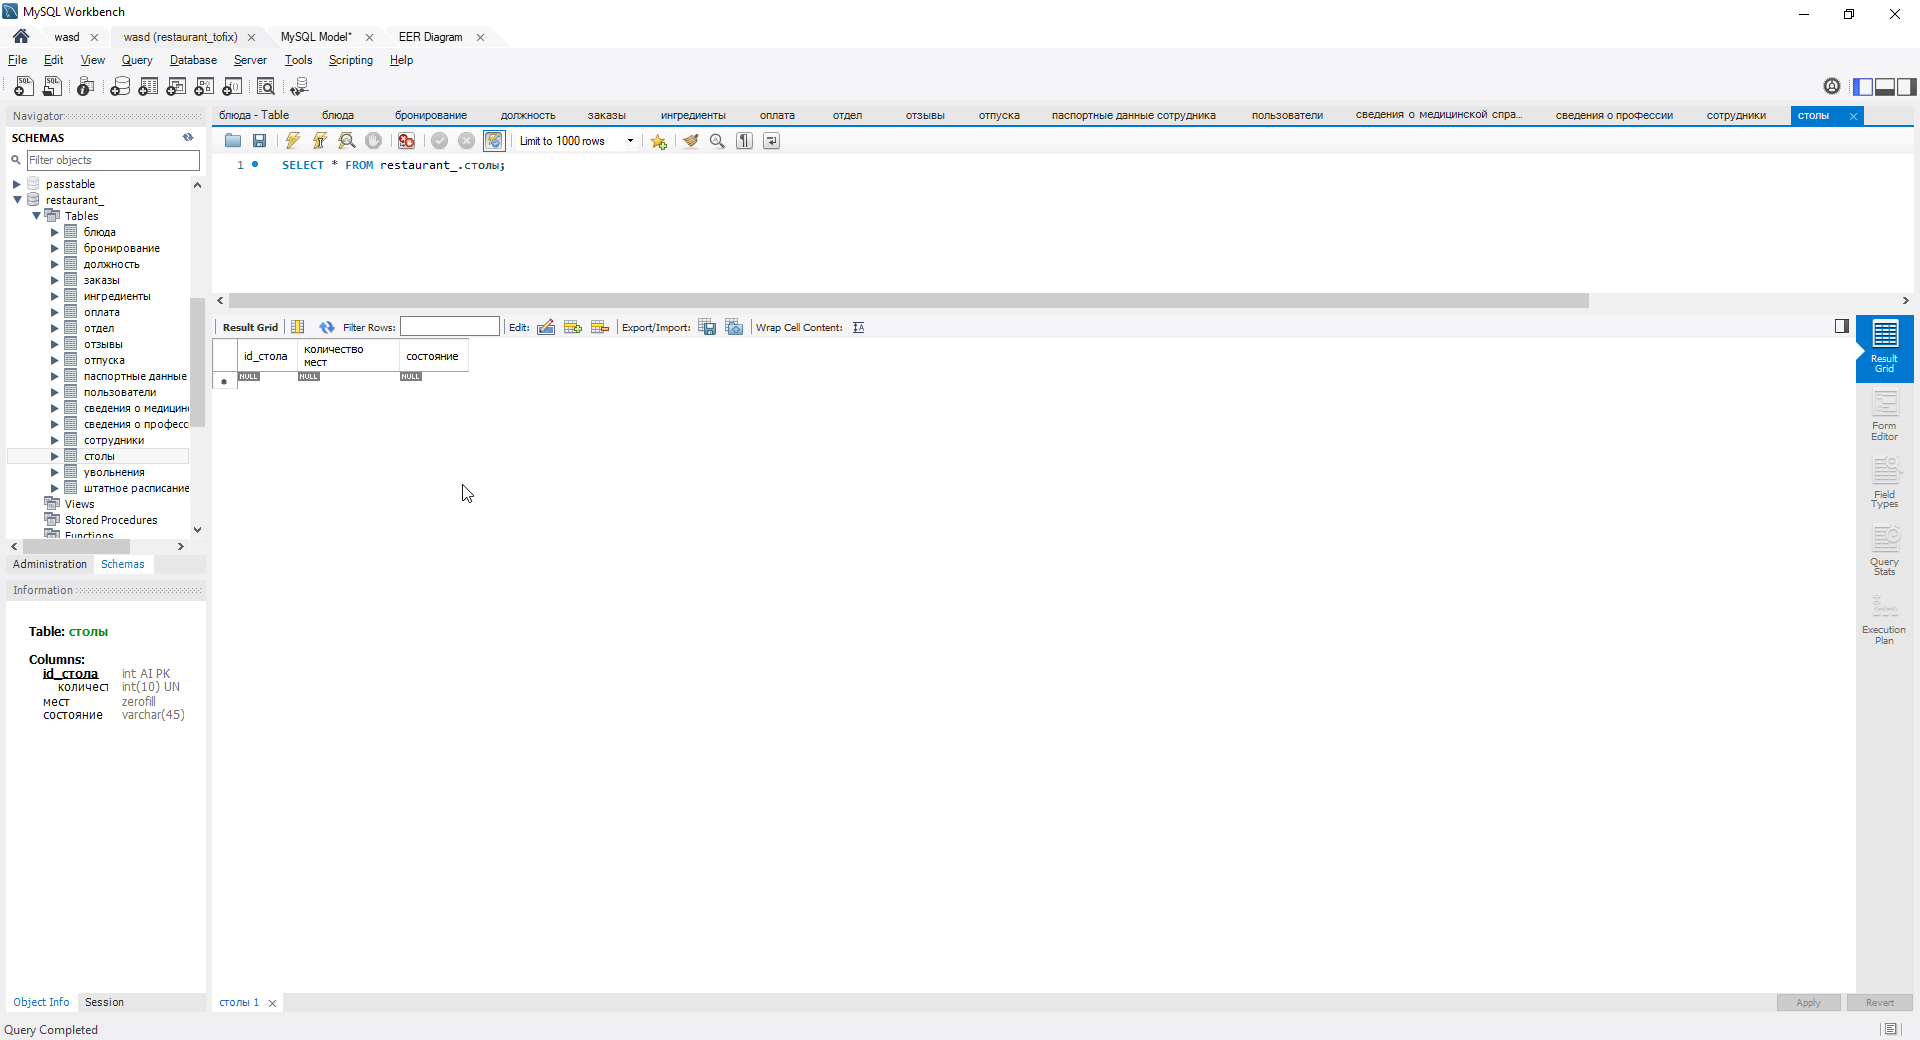 MySQL Workbench
wasd
wasd (restaurant_tofix)
MySQL Model*
EER Diagram
File Edit View Query Database Server Tools Scripting Help
Navigator
SCHEMAS
Filter objects
passtable
restaurant_
Tables
блюда
бронирование
должность
заказы
ингредиенты
оплата
отдел
отзывы
отпуска
паспортные данные
пользователи
сведения о медицин
сведения о професс
сотрудники
столы
увольнения
штатное расписание
Views
Stored Procedures
Functions
Administration Schemas
Information
Table: столы
Columns:
id_стола int AI PK
количест int(10) UN
мест zerofill
состояние varchar(45)
Object Info Session
блюда - Table блюда бронирование должность заказы ингредиенты оплата отдел отзывы отпуска паспортные данные сотрудника пользователи сведения о медицинской спра... сведения о профессии сотрудники столы
Limit to 1000 rows
1 SELECT * FROM restaurant_.столы;
Result Grid Filter Rows: Edit: Export/Import: Wrap Cell Content:
id_стола количество мест состояние
NULL NULL NULL
Result
Grid
Form
Editor
Field
Types
Query
Stats
Execution
Plan
столы 1
Apply Revert
Query Completed